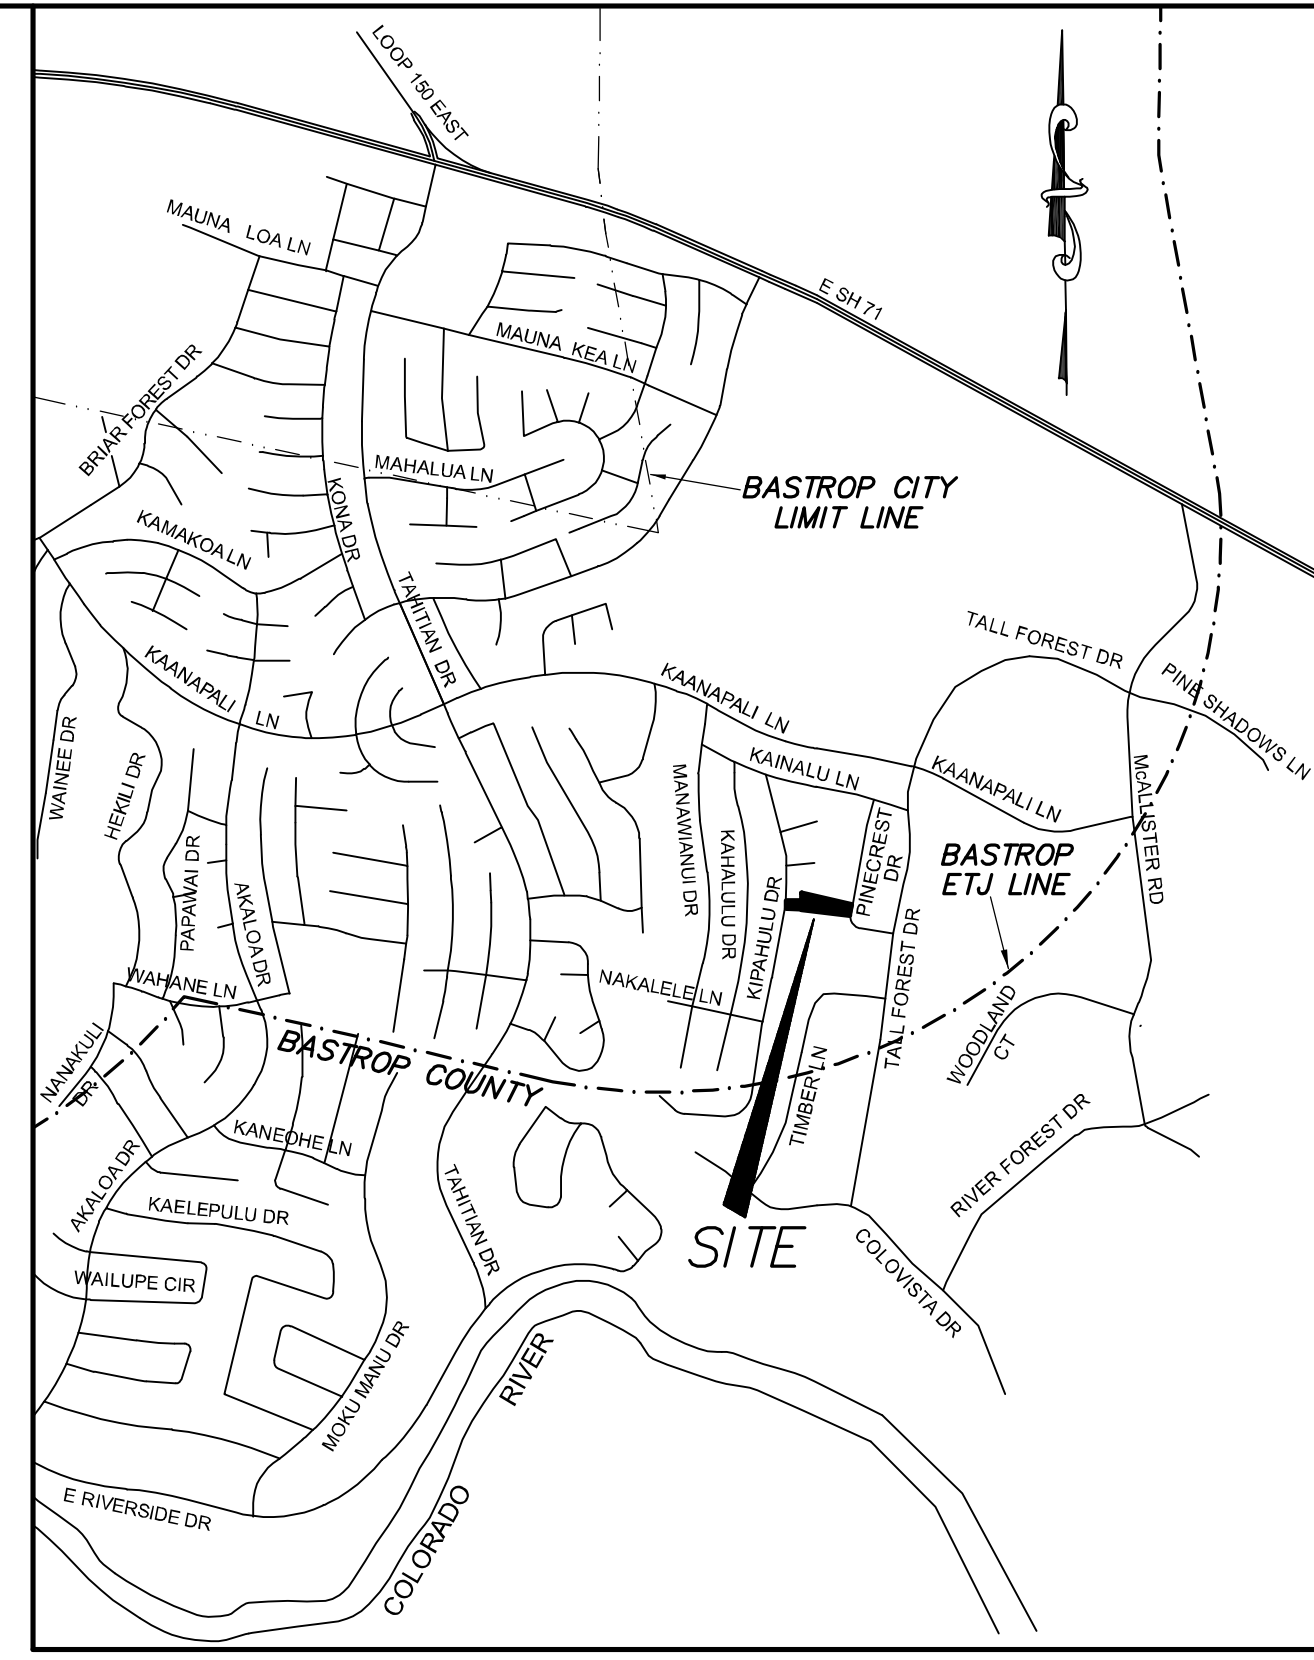 LOOP 150 EAST
MAUNA LOA LN
E SH 71
MAUNA KEA LN
BRIAR FOREST DR
MAHALUA LN
BASTROP CITY
LIMIT LINE
KONA DR
KAMAKOA LN
TAHITIAN DR
TALL FOREST DR
PINE SHADOWS LN
KAANAPALI LN
KAANAPALI LN
KAINALU LN
KAANAPALI LN
WAINEE DR
HEKILI DR
PAPAWAI DR
AKALOA DR
MANAWIANUI DR
KAHALULU DR
KIPAHULU DR
PINECREST
DR
McALLISTER RD
BASTROP
ETJ LINE
TALL FOREST DR
WAHANE LN
NAKALELE LN
WOODLAND
CT
NANAKULI
DR
BASTROP COUNTY
TIMBER LN
KANEOHE LN
RIVER FOREST DR
AKALOA DR
KAELEPULU DR
TAHITIAN DR
SITE
COLOVISTA DR
WAILUPE CIR
MOKU MANU DR
E RIVERSIDE DR
COLORADO RIVER